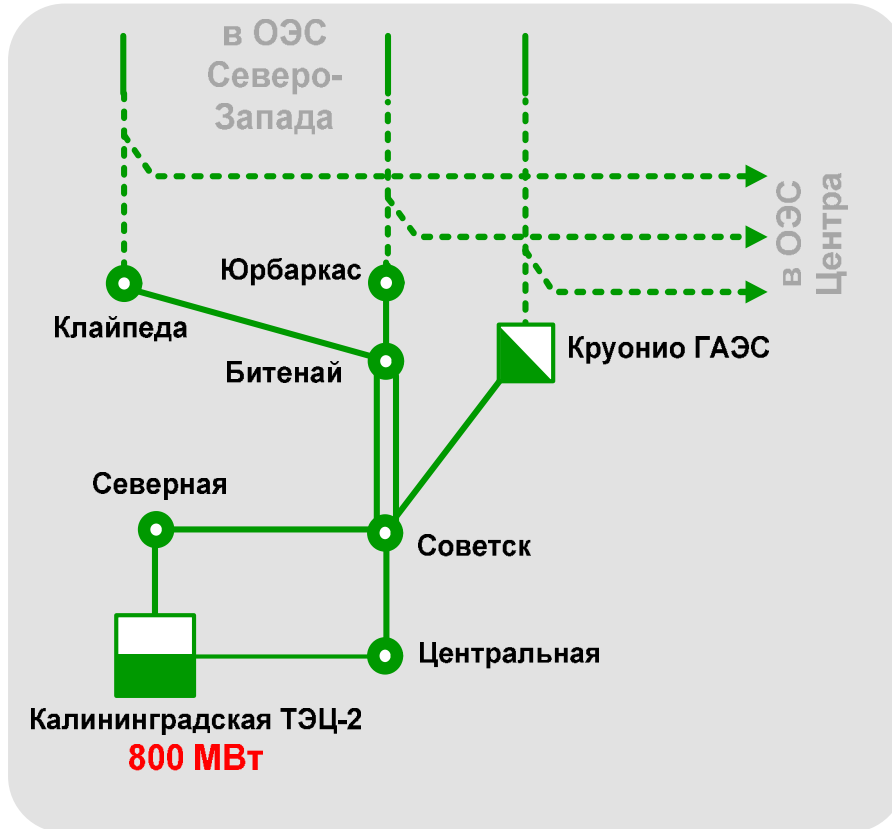 в ОЭС
Северо-
Запада
в ОЭС
Центра
Юрбаркас
Клайпеда
Битенай
Круонио ГАЭС
Северная
Советск
Центральная
Калининградская ТЭЦ-2
800 МВт